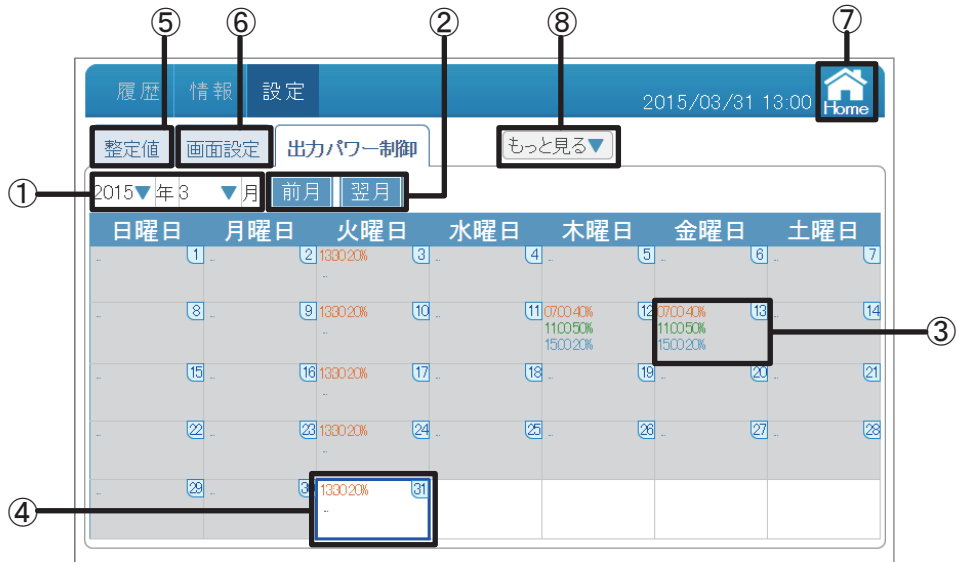 ⑤ ⑥ ② ⑧ ⑦
履歴 情報 設定
2015/03/31 13:00 Home
整定値 画面設定 出力パワー制御 もっと見る▼
①
2015▼年3 ▼月 前月 翌月
日曜日 月曜日 火曜日 水曜日 木曜日 金曜日 土曜日
.. 1 .. 2 13:30 20% 3 .. 4 .. 5 .. 6 .. 7
..
.. 8 .. 9 13:30 20% 10 .. 11 07:00 40% 12 07:00 40% 13 .. 14
.. 11:00 50% 11:00 50%
15:00 20% 15:00 20%
③
.. 15 .. 16 13:30 20% 17 .. 18 .. 19 .. 20 .. 21
..
.. 22 .. 23 13:30 20% 24 .. 25 .. 26 .. 27 .. 28
..
.. 29 .. 30 13:30 20% 31
..
④